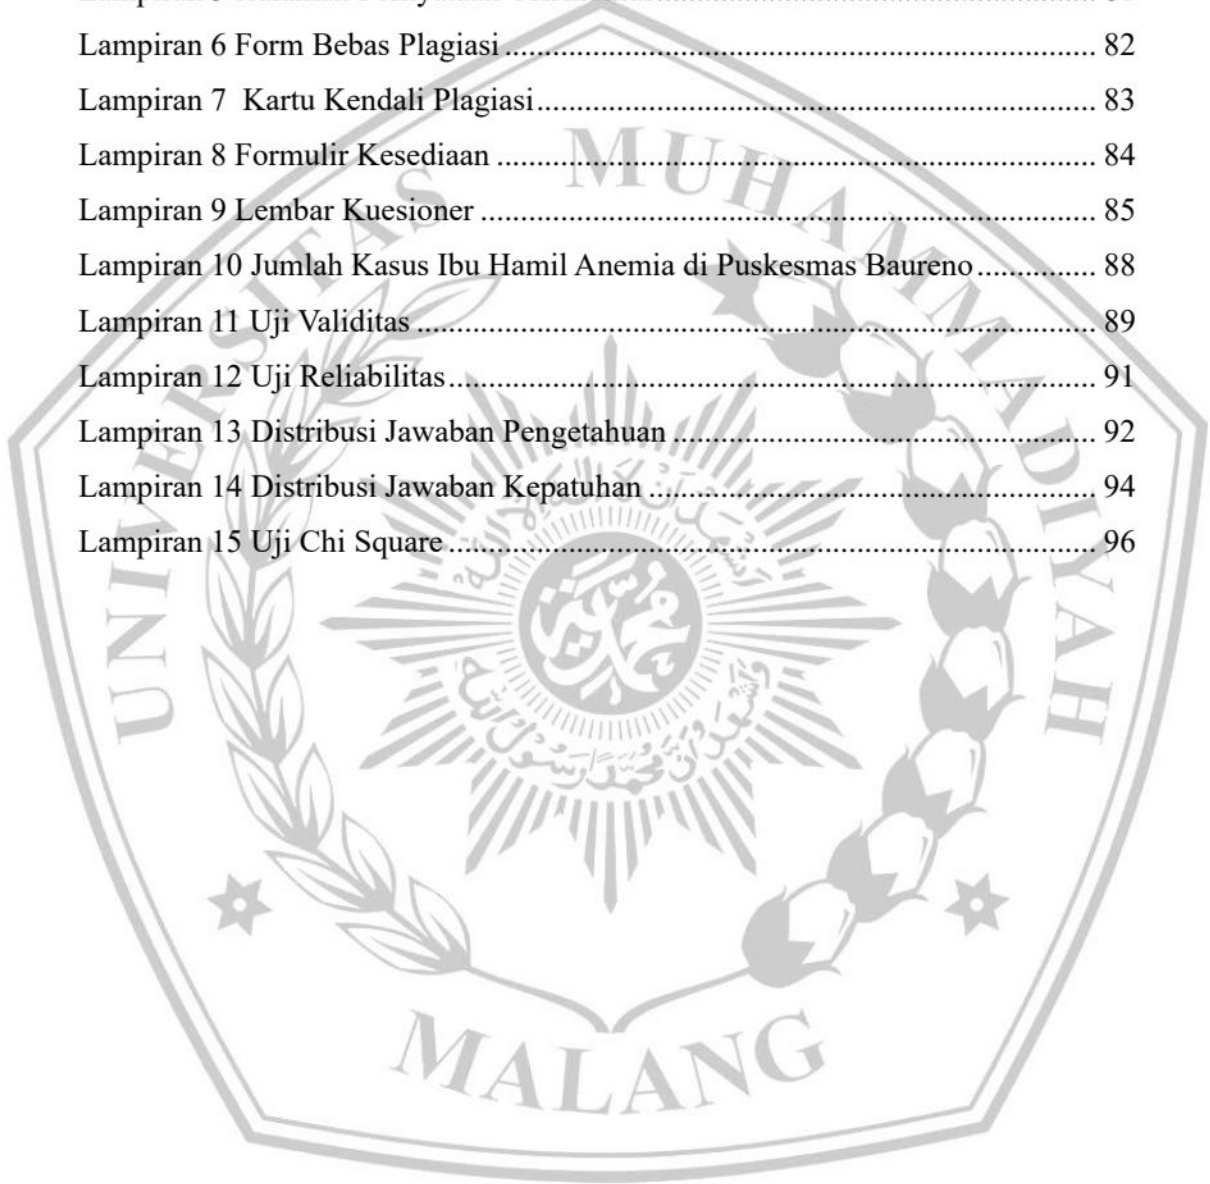 Lampiran 6 Form Bebas Plagiasi ........................................................................... 82
Lampiran 7  Kartu Kendali Plagiasi ....................................................................... 83
Lampiran 8 Formulir Kesediaan ............................................................................ 84
Lampiran 9 Lembar Kuesioner .............................................................................. 85
Lampiran 10 Jumlah Kasus Ibu Hamil Anemia di Puskesmas Baureno ............... 88
Lampiran 11 Uji Validitas ...................................................................................... 89
Lampiran 12 Uji Reliabilitas .................................................................................. 91
Lampiran 13 Distribusi Jawaban Pengetahuan ...................................................... 92
Lampiran 14 Distribusi Jawaban Kepatuhan ......................................................... 94
Lampiran 15 Uji Chi Square .................................................................................. 96
UNIVERSITAS MUHAMMADIYAH
MALANG